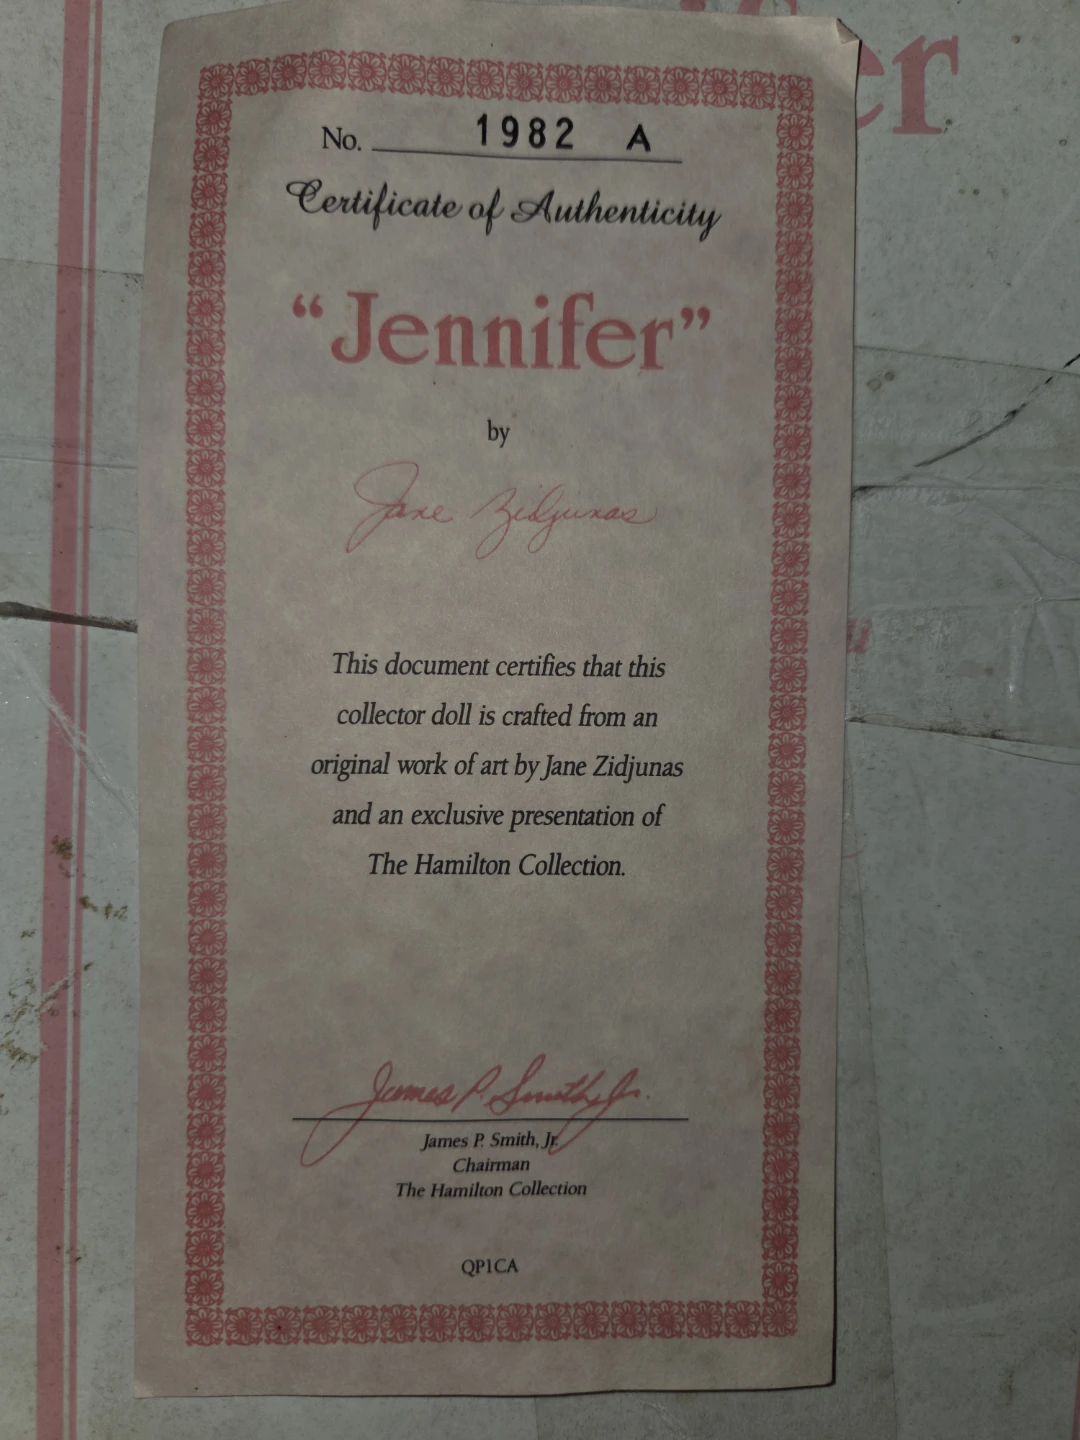 er
No. 1982 A
Certificate of Authenticity
“Jennifer”
by
Jane Zidjunas
This document certifies that this
collector doll is crafted from an
original work of art by Jane Zidjunas
and an exclusive presentation of
The Hamilton Collection.
James P. Smith, Jr.
James P. Smith, Jr.
Chairman
The Hamilton Collection
QP1CA